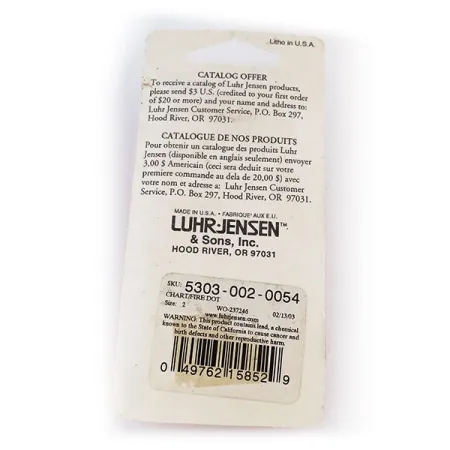 Litho in U.S.A.
CATALOG OFFER
To receive a catalog of Luhr Jensen products,
please send $3 U.S. (credited to your first order
of $20 or more) and your name and address to:
Luhr Jensen Customer Service, P.O. Box 297,
Hood River, OR 97031.
CATALOGUE DE NOS PRODUITS
Pour obtenir un catalogue des produits Luhr
Jensen (disponible en anglais seulement) envoyer
3,00 $ Americain (ceci sera deduit sur votre
premiere commande au dela de 20,00 $) avec
votre nom et adresse a: Luhr Jensen Customer
Service, P.O. Box 297, Hood River, OR 97031.
MADE IN U.S.A. • FABRIQUÉ AUX E.U.
LUHR-JENSEN™
& Sons, Inc.
HOOD RIVER, OR 97031
SKU: 5303-002-0054
CHART/FIRE DOT
Size: 2 WO-237246 02/13/03
www.luhrjensen.com
WARNING: This product contains lead, a chemical
known to the State of California to cause cancer and
birth defects and other reproductive harm.
0 49762 15852 9